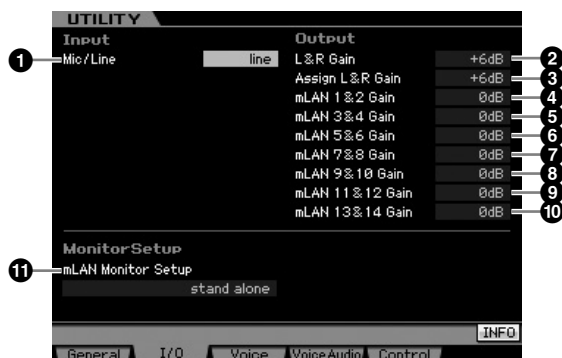 UTILITY
Input Output
1 Mic/Line line L&R Gain +6dB 2
Assign L&R Gain +6dB 3
mLAN 1&2 Gain 0dB 4
mLAN 3&4 Gain 0dB 5
mLAN 5&6 Gain 0dB 6
mLAN 7&8 Gain 0dB 7
mLAN 9&10 Gain 0dB 8
mLAN 11&12 Gain 0dB 9
mLAN 13&14 Gain 0dB 10
MonitorSetup
11 mLAN Monitor Setup
stand alone
INFO
General I/O Voice VoiceAudio Control